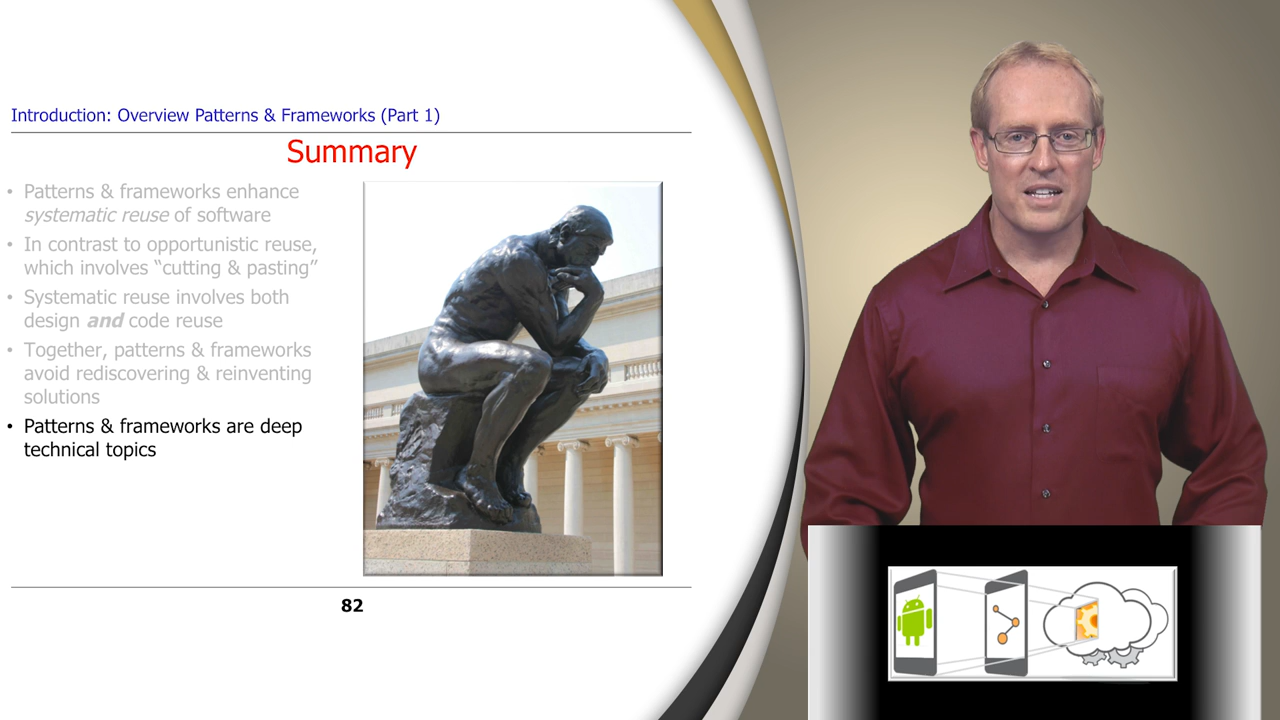 Introduction: Overview Patterns & Frameworks (Part 1)
Summary
• Patterns & frameworks enhance
systematic reuse of software
• In contrast to opportunistic reuse,
which involves “cutting & pasting”
• Systematic reuse involves both
design and code reuse
• Together, patterns & frameworks
avoid rediscovering & reinventing
solutions
• Patterns & frameworks are deep
technical topics
82